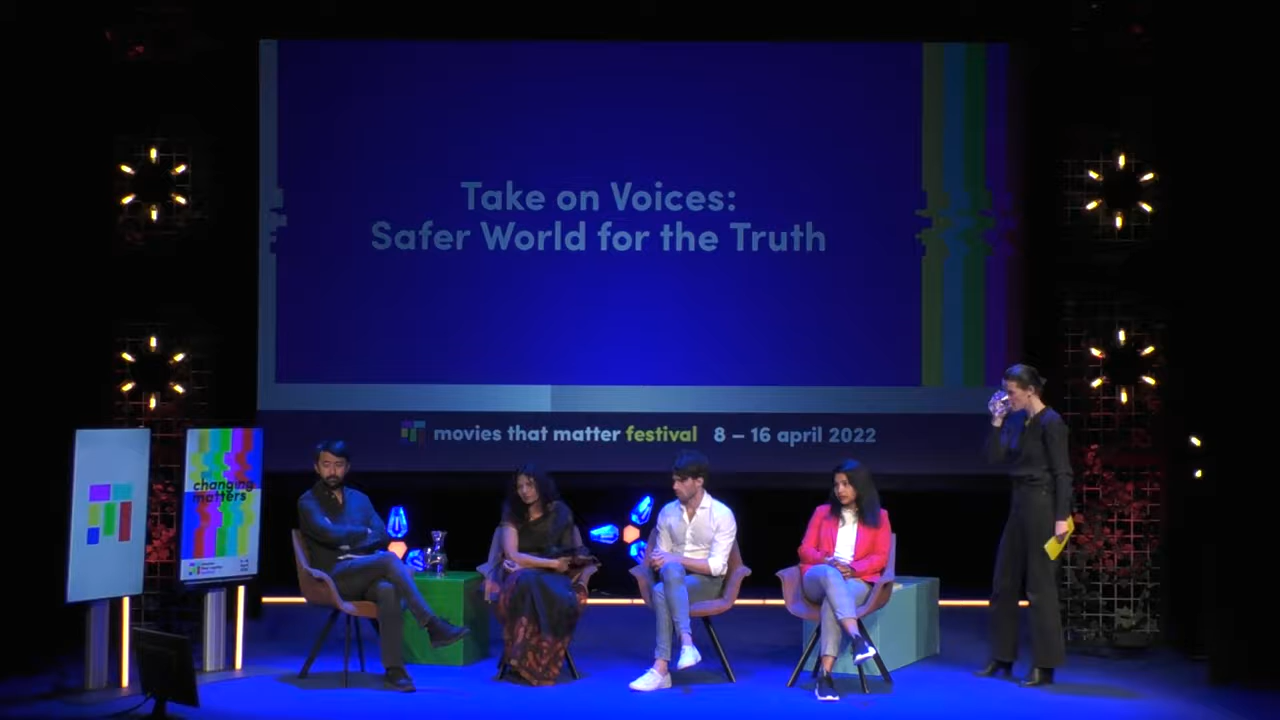 Take on Voices:
Safer World for the Truth
movies that matter festival 8 – 16 april 2022
changing
matters